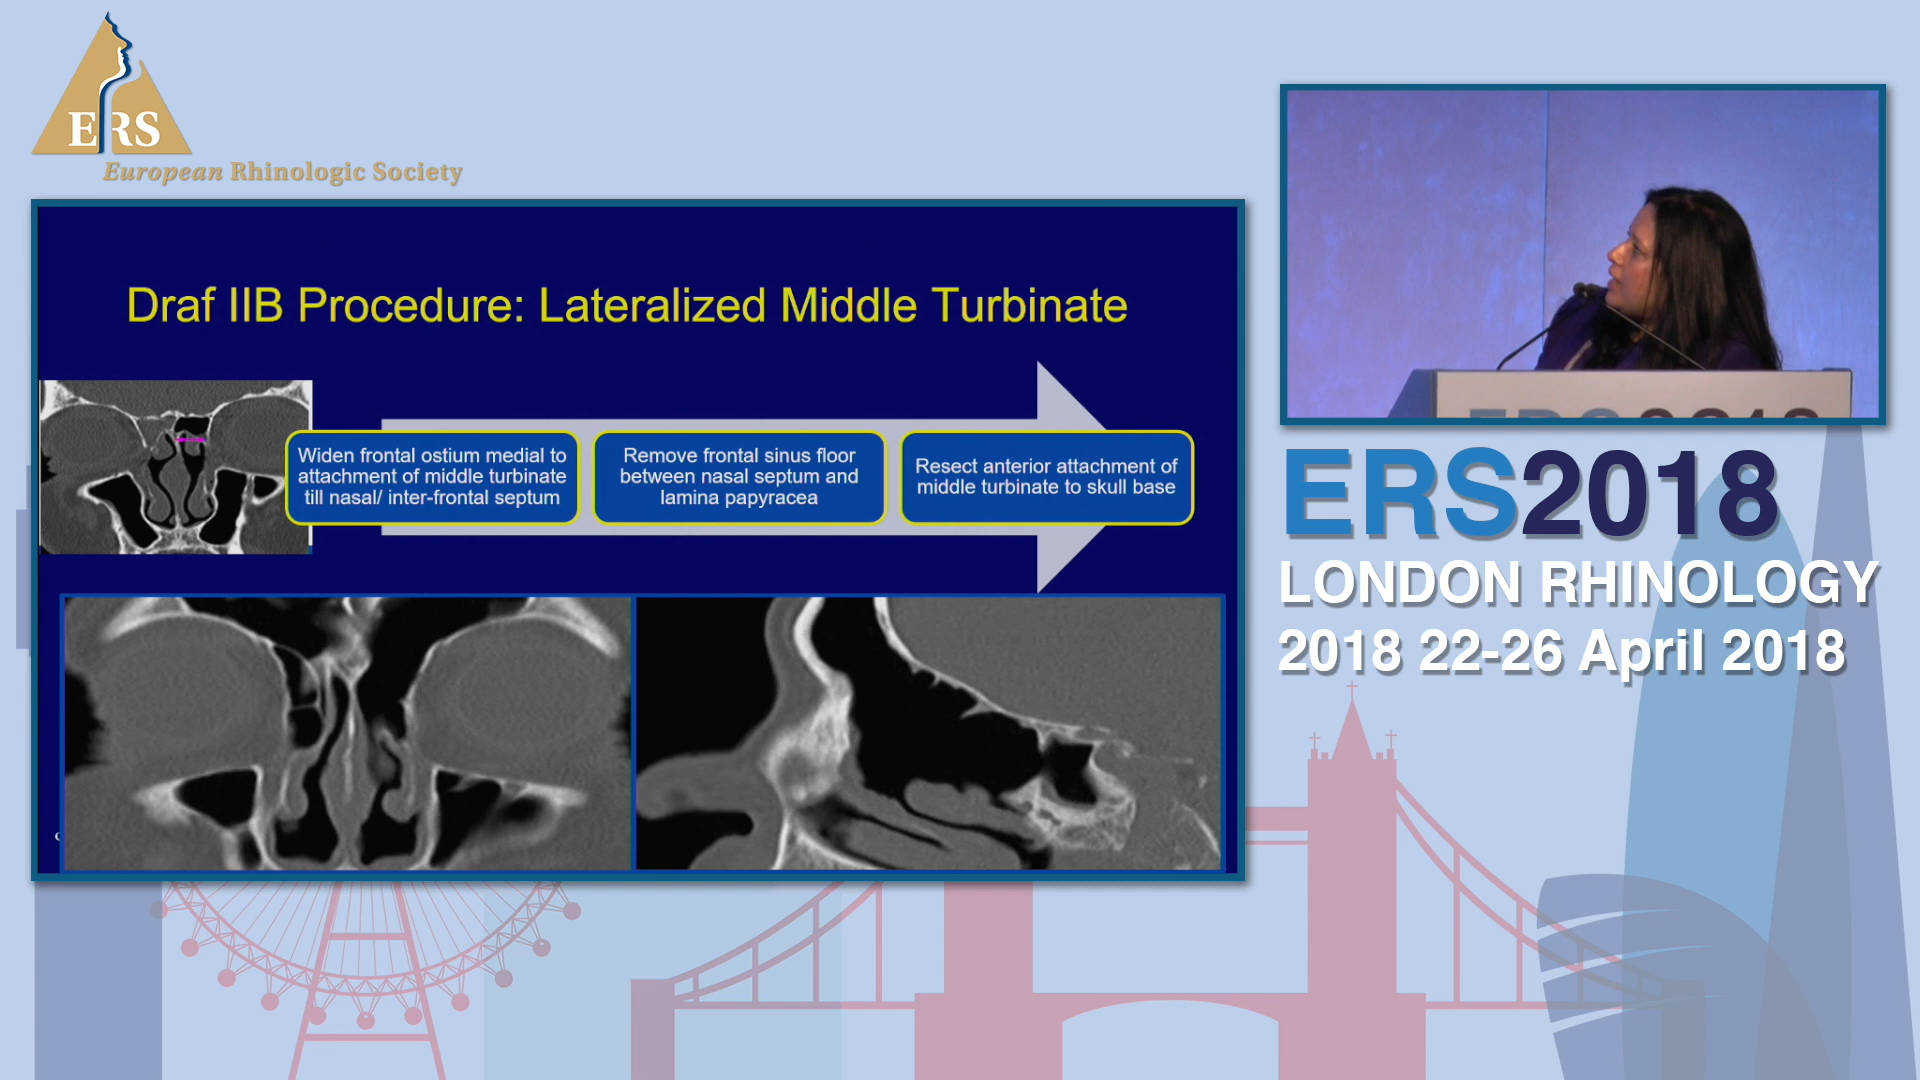 ERS
European Rhinologic Society
Draf IIB Procedure: Lateralized Middle Turbinate
Widen frontal ostium medial to
attachment of middle turbinate
till nasal/ inter-frontal septum
Remove frontal sinus floor
between nasal septum and
lamina papyracea
Resect anterior attachment of
middle turbinate to skull base
ERS2018
LONDON RHINOLOGY
2018 22-26 April 2018